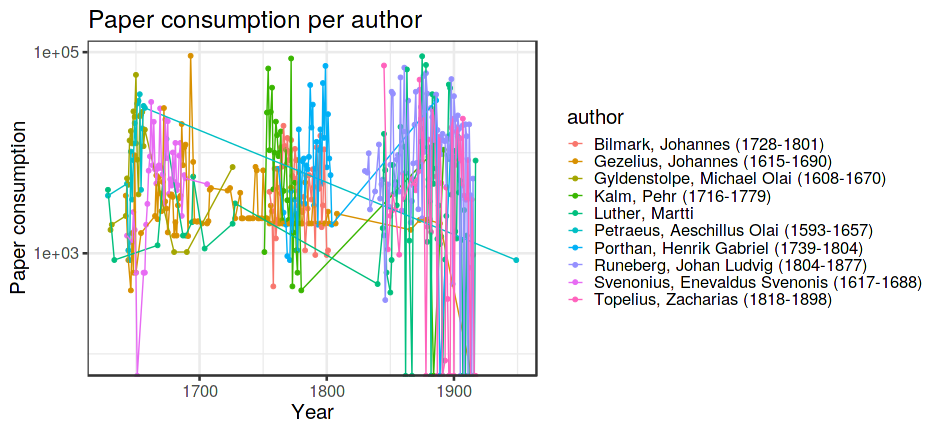 Paper consumption per author
1e+05
1e+03
Paper consumption
1700
1800
1900
Year
author
Bilmark, Johannes (1728-1801)
Gezelius, Johannes (1615-1690)
Gyldenstolpe, Michael Olai (1608-1670)
Kalm, Pehr (1716-1779)
Luther, Martti
Petraeus, Aeschillus Olai (1593-1657)
Porthan, Henrik Gabriel (1739-1804)
Runeberg, Johan Ludvig (1804-1877)
Svenonius, Enevaldus Svenonis (1617-1688)
Topelius, Zacharias (1818-1898)